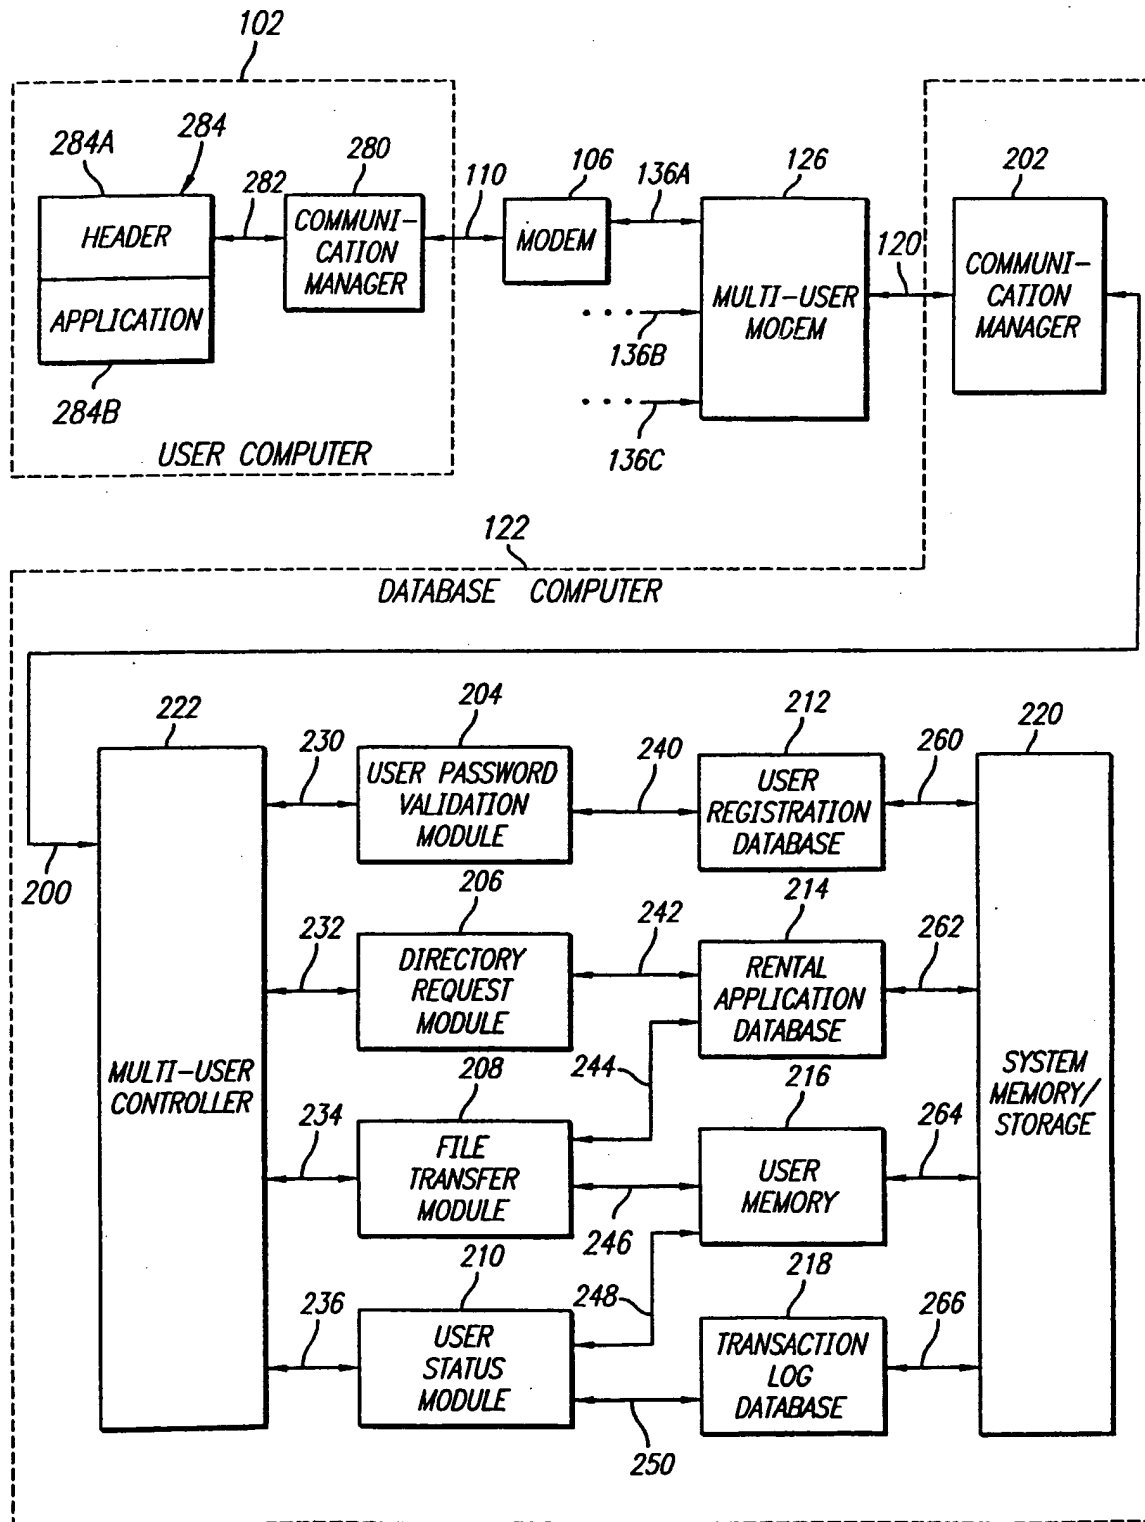 102
284A
284
282
280
110
106
136A
126
202
HEADER
APPLICATION
COMMUNI-
CATION
MANAGER
MODEM
MULTI-USER
MODEM
120
COMMUNI-
CATION
MANAGER
136B
284B
136C
USER COMPUTER
122
DATABASE COMPUTER
222
230
204
240
212
260
220
USER PASSWORD
VALIDATION
MODULE
USER
REGISTRATION
DATABASE
200
232
206
242
214
262
DIRECTORY
REQUEST
MODULE
RENTAL
APPLICATION
DATABASE
MULTI-USER
CONTROLLER
SYSTEM
MEMORY/
STORAGE
234
208
244
216
264
FILE
TRANSFER
MODULE
USER
MEMORY
246
236
210
248
218
266
USER
STATUS
MODULE
TRANSACTION
LOG
DATABASE
250